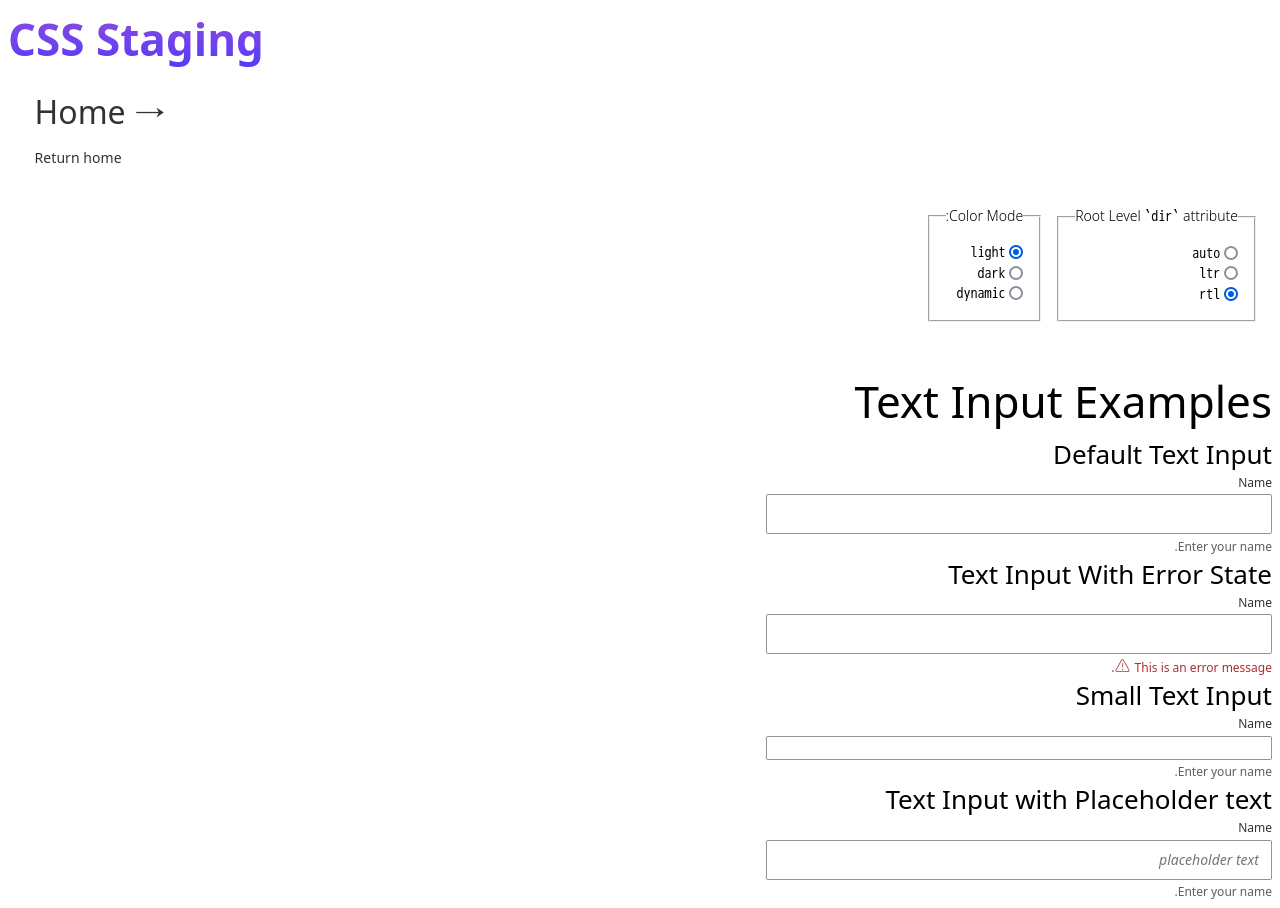 CSS Staging
Home →
Return home
:Color Mode
light
dark
dynamic
Root Level `dir` attribute
auto
ltr
rtl
Text Input Examples
Default Text Input
Name
.Enter your name
Text Input With Error State
Name
.⚠ This is an error message
Small Text Input
Name
.Enter your name
Text Input with Placeholder text
Name
placeholder text
.Enter your name